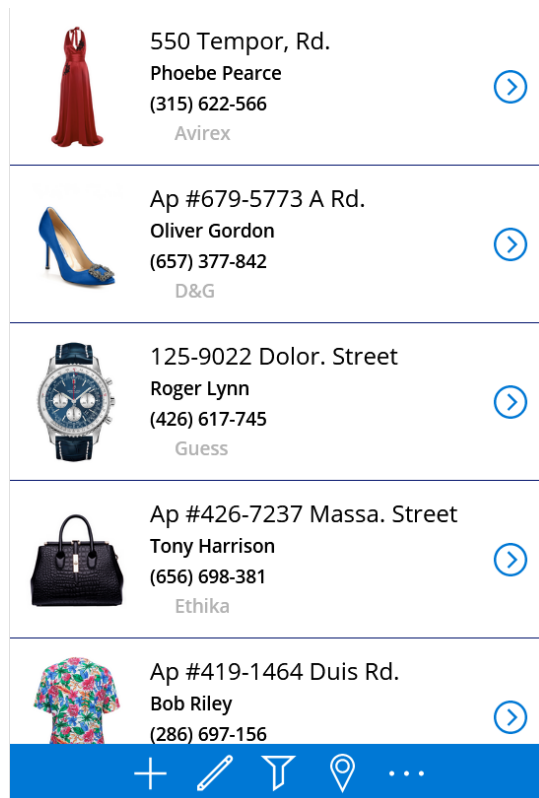 550 Tempor, Rd.
Phoebe Pearce
(315) 622-566
Avirex
Ap #679-5773 A Rd.
Oliver Gordon
(657) 377-842
D&G
125-9022 Dolor. Street
Roger Lynn
(426) 617-745
Guess
Ap #426-7237 Massa. Street
Tony Harrison
(656) 698-381
Ethika
Ap #419-1464 Duis Rd.
Bob Riley
(286) 697-156